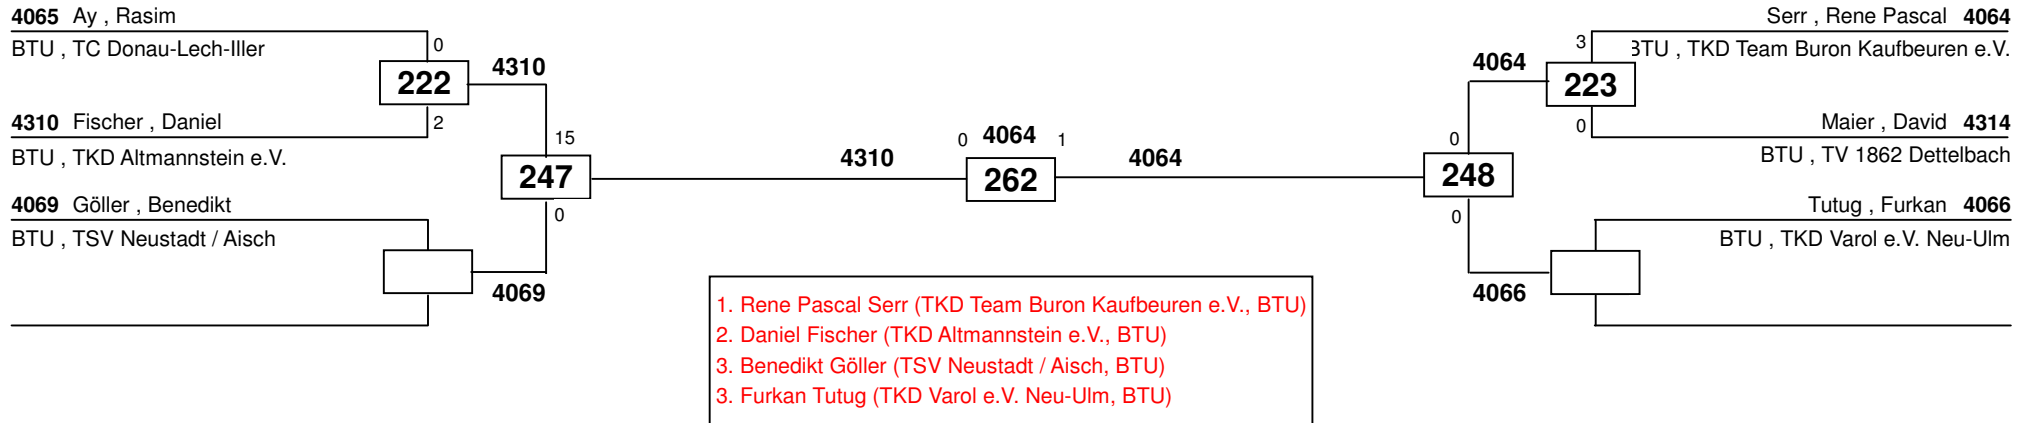 4065 Ay , Rasim
BTU , TC Donau-Lech-Iller
0
222
4310
2
4310 Fischer , Daniel
BTU , TKD Altmannstein e.V.
15
247
0
4069 Göller , Benedikt
BTU , TSV Neustadt / Aisch
4069
4310
0 4064 1
262
4064
Serr , Rene Pascal 4064
BTU , TKD Team Buron Kaufbeuren e.V.
3
4064
223
0
Maier , David 4314
BTU , TV 1862 Dettelbach
0
248
0
Tutug , Furkan 4066
BTU , TKD Varol e.V. Neu-Ulm
4066
1. Rene Pascal Serr (TKD Team Buron Kaufbeuren e.V., BTU)
2. Daniel Fischer (TKD Altmannstein e.V., BTU)
3. Benedikt Göller (TSV Neustadt / Aisch, BTU)
3. Furkan Tutug (TKD Varol e.V. Neu-Ulm, BTU)